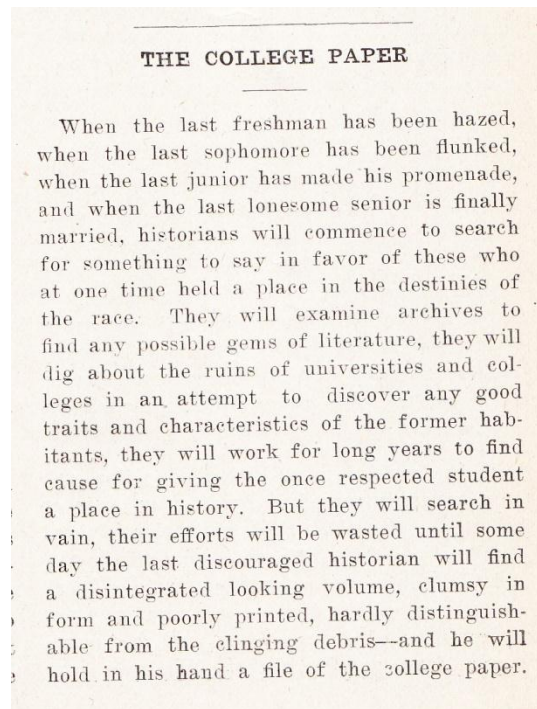 THE COLLEGE PAPER
When the last freshman has been hazed,
when the last sophomore has been flunked,
when the last junior has made his promenade,
and when the last lonesome senior is finally
married, historians will commence to search
for something to say in favor of these who
at one time held a place in the destinies of
the race. They will examine archives to
find any possible gems of literature, they will
dig about the ruins of universities and col-
leges in an attempt to discover any good
traits and characteristics of the former hab-
itants, they will work for long years to find
cause for giving the once respected student
a place in history. But they will search in
vain, their efforts will be wasted until some
day the last discouraged historian will find
a disintegrated looking volume, clumsy in
form and poorly printed, hardly distinguish-
able from the clinging debris—and he will
hold in his hand a file of the college paper.